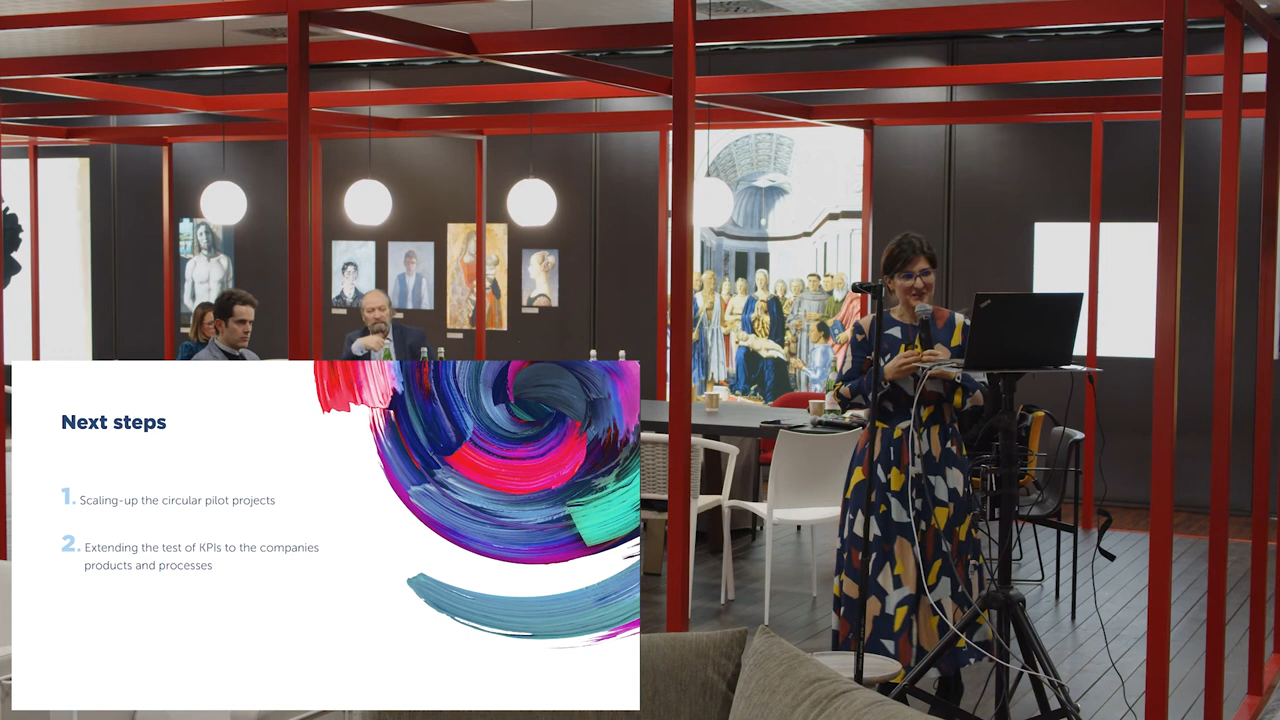 Next steps
1. Scaling-up the circular pilot projects
2. Extending the test of KPIs to the companies
products and processes
ThinkPad